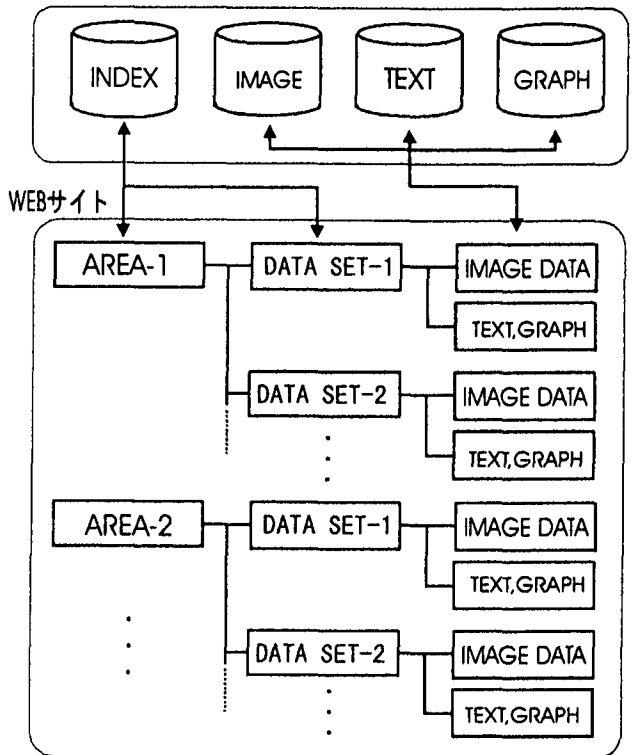 INDEX IMAGE TEXT GRAPH
WEBサイト
AREA-1 DATA SET-1 IMAGE DATA
TEXT,GRAPH
DATA SET-2 IMAGE DATA
TEXT,GRAPH
AREA-2 DATA SET-1 IMAGE DATA
TEXT,GRAPH
DATA SET-2 IMAGE DATA
TEXT,GRAPH